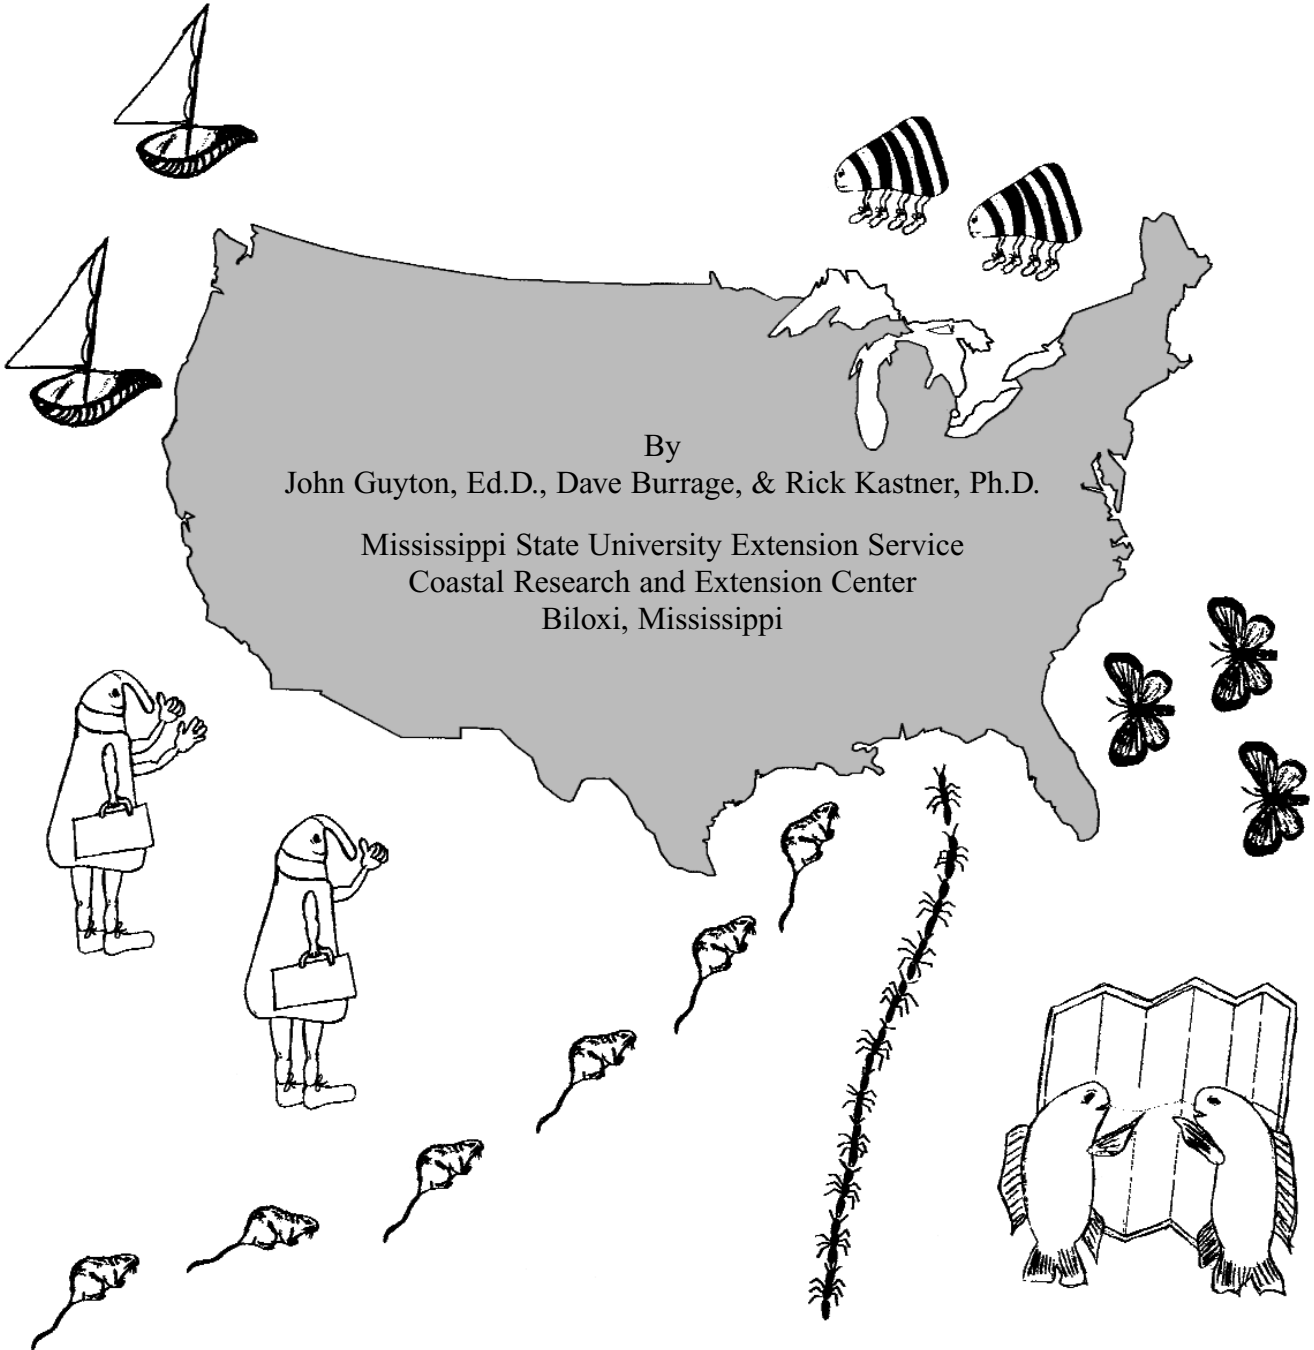 By
John Guyton, Ed.D., Dave Burrage, & Rick Kastner, Ph.D.
Mississippi State University Extension Service
Coastal Research and Extension Center
Biloxi, Mississippi